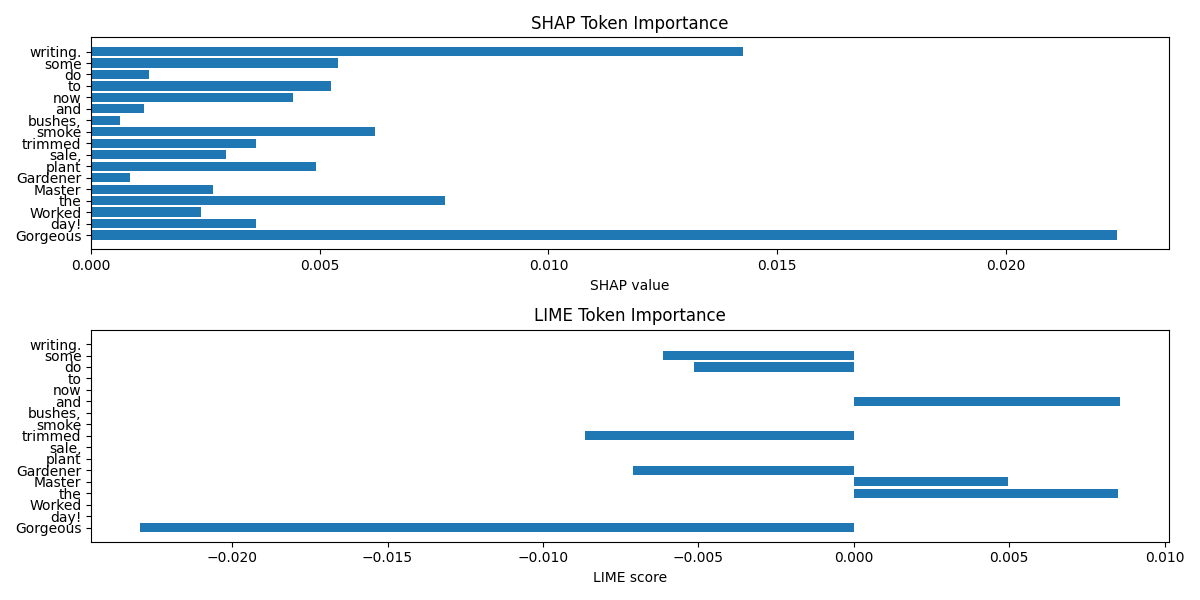 SHAP Token Importance
writing.
some
do
to
now
and
bushes,
smoke
trimmed
sale,
plant
Gardener
Master
the
Worked
day!
Gorgeous
0.000 0.005 0.010 0.015 0.020
SHAP value
LIME Token Importance
writing.
some
do
to
now
and
bushes,
smoke
trimmed
sale,
plant
Gardener
Master
the
Worked
day!
Gorgeous
−0.020 −0.015 −0.010 −0.005 0.000 0.005 0.010
LIME score